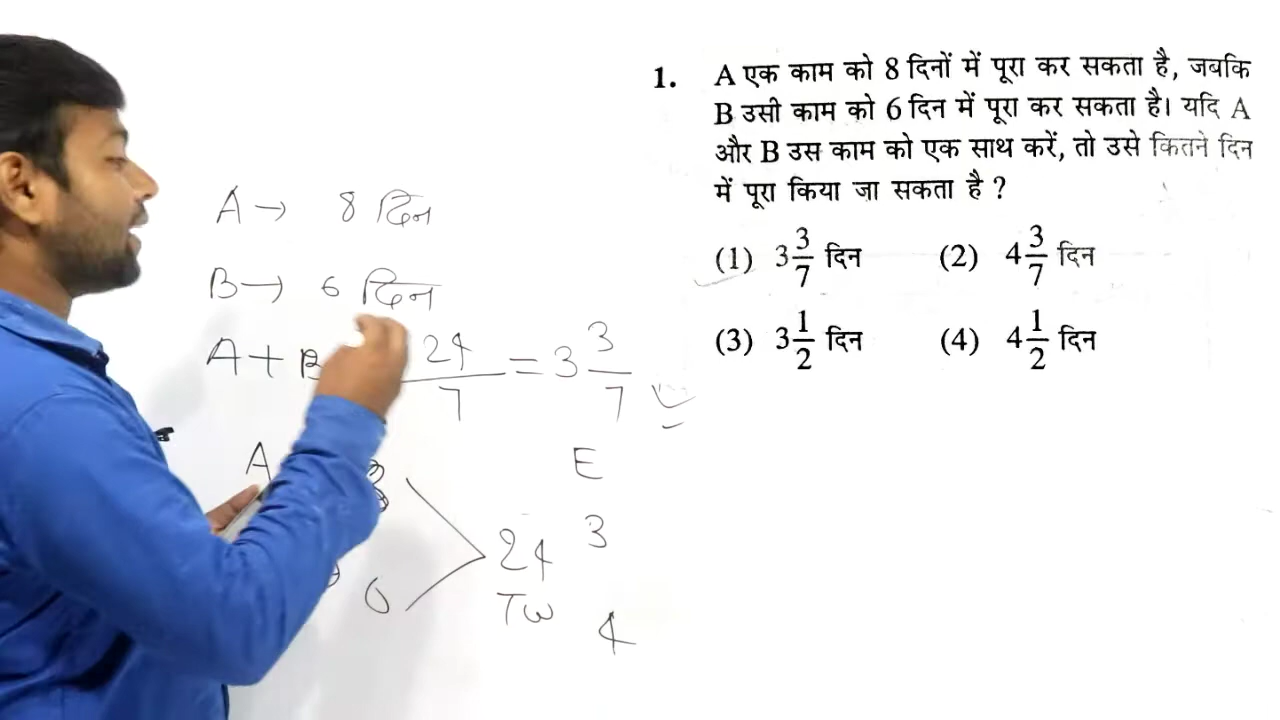 1. A एक काम को 8 दिनों में पूरा कर सकता है, जबकि
B उसी काम को 6 दिन में पूरा कर सकता है। यदि A
और B उस काम को एक साथ करें, तो उसे कितने दिन
में पूरा किया जा सकता है ?
(1) 3 3/7 दिन (2) 4 3/7 दिन
(3) 3 1/2 दिन (4) 4 1/2 दिन
A → 8 दिन
B → 6 दिन
A + B 24/7 = 3 3/7
A E
24 3
TW 4